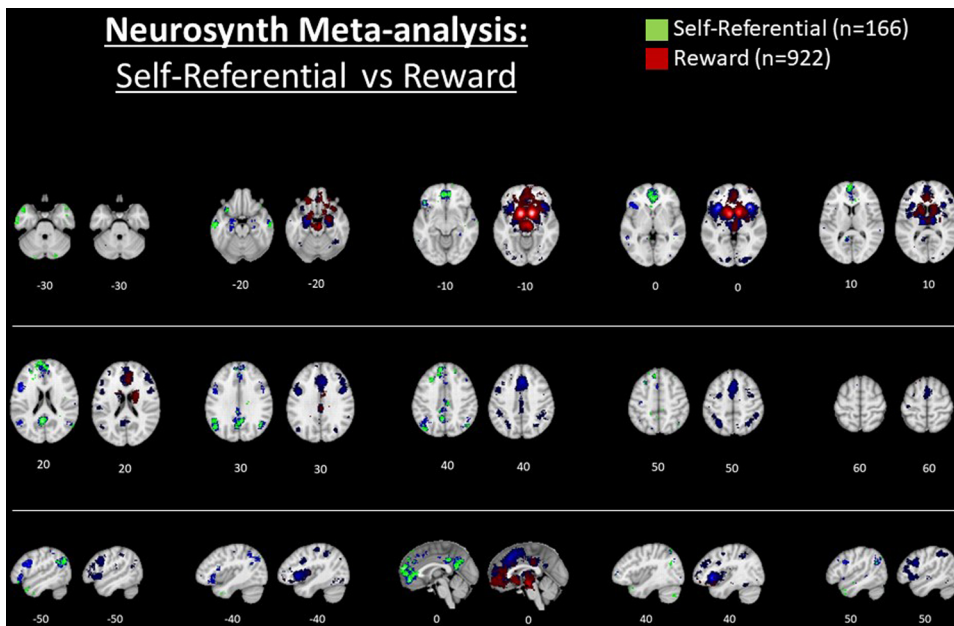 Neurosynth Meta-analysis:
Self-Referential vs Reward
Self-Referential (n=166)
Reward (n=922)
-30 -30 -20 -20 -10 -10 0 0 10 10
20 20 30 30 40 40 50 50 60 60
-50 -50 -40 -40 0 0 40 40 50 50